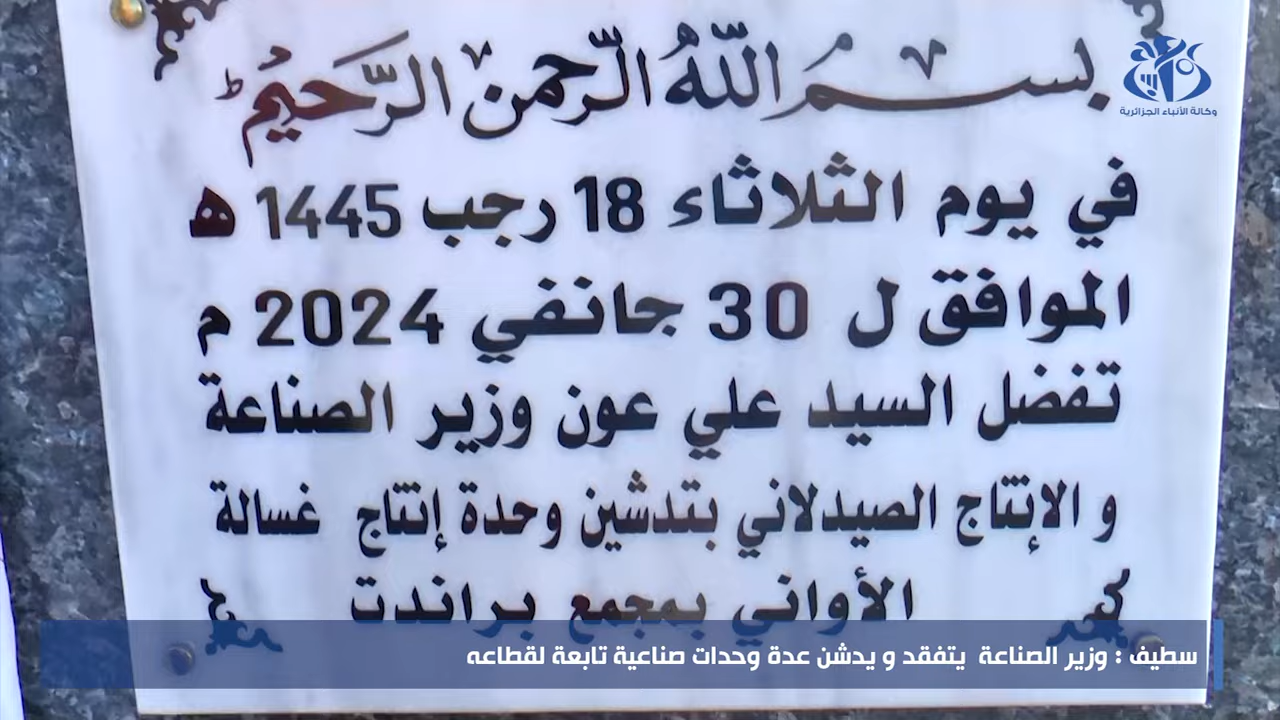 بسم الله الرحمن الرحيم
وكالة الأنباء الجزائرية
في يوم الثلاثاء 18 رجب 1445 ه
الموافق ل 30 جانفي 2024 م
تفضل السيد علي عون وزير الصناعة
و الإنتاج الصيدلاني بتدشين وحدة إنتاج غسالة
الأواني بمجمع براندت
سطيف : وزير الصناعة يتفقد و يدشن عدة وحدات صناعية تابعة لقطاعه